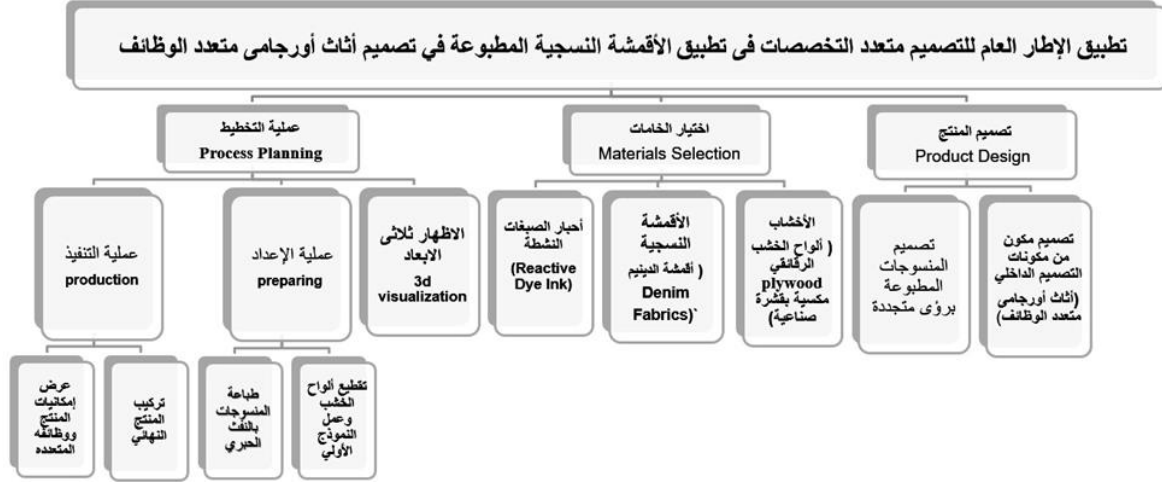 تطبيق الإطار العام للتصميم متعدد التخصصات فى تطبيق الأقمشة النسجية المطبوعة في تصميم أثاث أورجامى متعدد الوظائف
تصميم المنتج
Product Design
اختيار الخامات
Materials Selection
عملية التخطيط
Process Planning
تصميم مكون
من مكونات
التصميم الداخلي
(أثاث أورجامى
متعدد الوظائف)
تصميم
المنسوجات
المطبوعة
برؤى متجددة
الأخشاب
( ألواح الخشب
الرقائقي
plywood
مكسية بقشرة
صناعية)
الأقمشة
النسجية
( أقمشة الدينيم
Denim
Fabrics)`
أحبار الصبغات
النشطة
(Reactive
Dye Ink)
الاظهار ثلاثى
الابعاد
3d
visualization
عملية الإعداد
preparing
عملية التنفيذ
production
تقطيع ألواح
الخشب
وعمل
النموذج
الأولي
طباعة
المنسوجات
بالنفث
الحبري
تركيب
المنتج
النهائي
عرض
إمكانيات
المنتج
ووظائفه
المتعدده